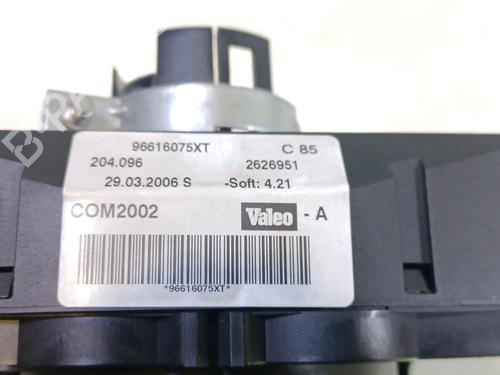 96616075XT C 85
204.096 2626951
29.03.2006 S -Soft: 4.21
COM2002 Valeo - A
*96616075XT*